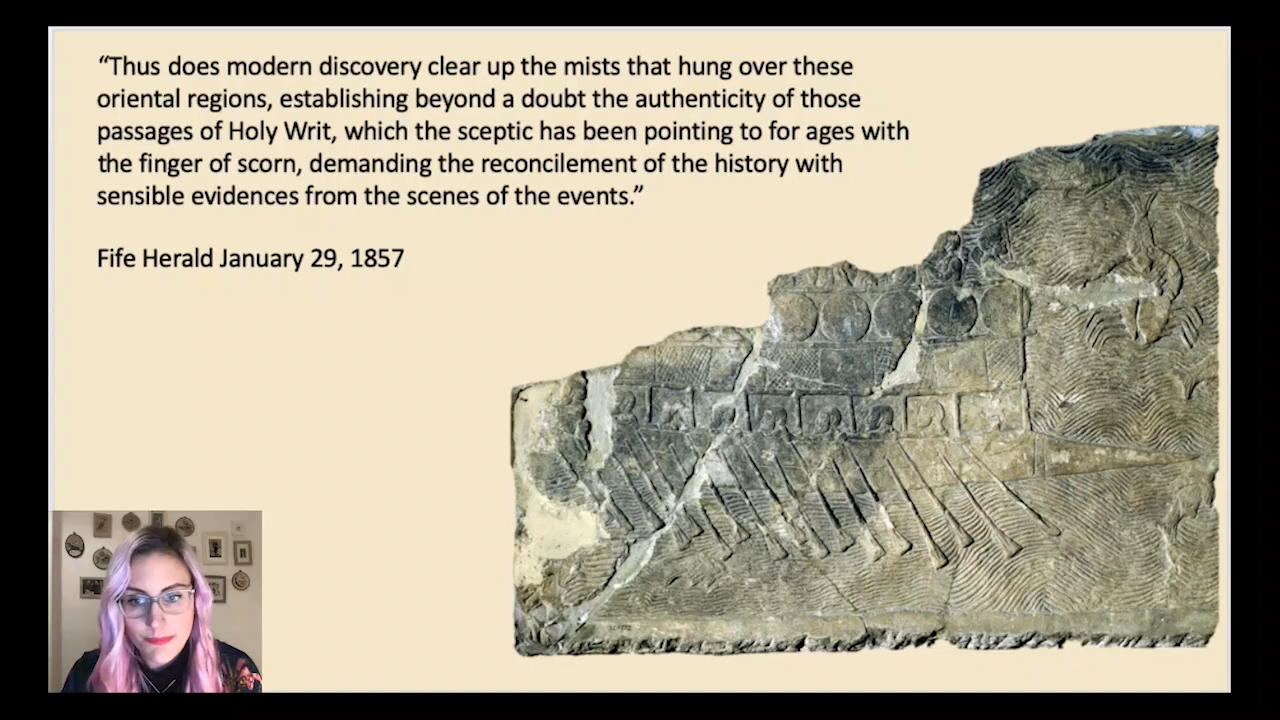 “Thus does modern discovery clear up the mists that hung over these
oriental regions, establishing beyond a doubt the authenticity of those
passages of Holy Writ, which the sceptic has been pointing to for ages with
the finger of scorn, demanding the reconcilement of the history with
sensible evidences from the scenes of the events.”
Fife Herald January 29, 1857